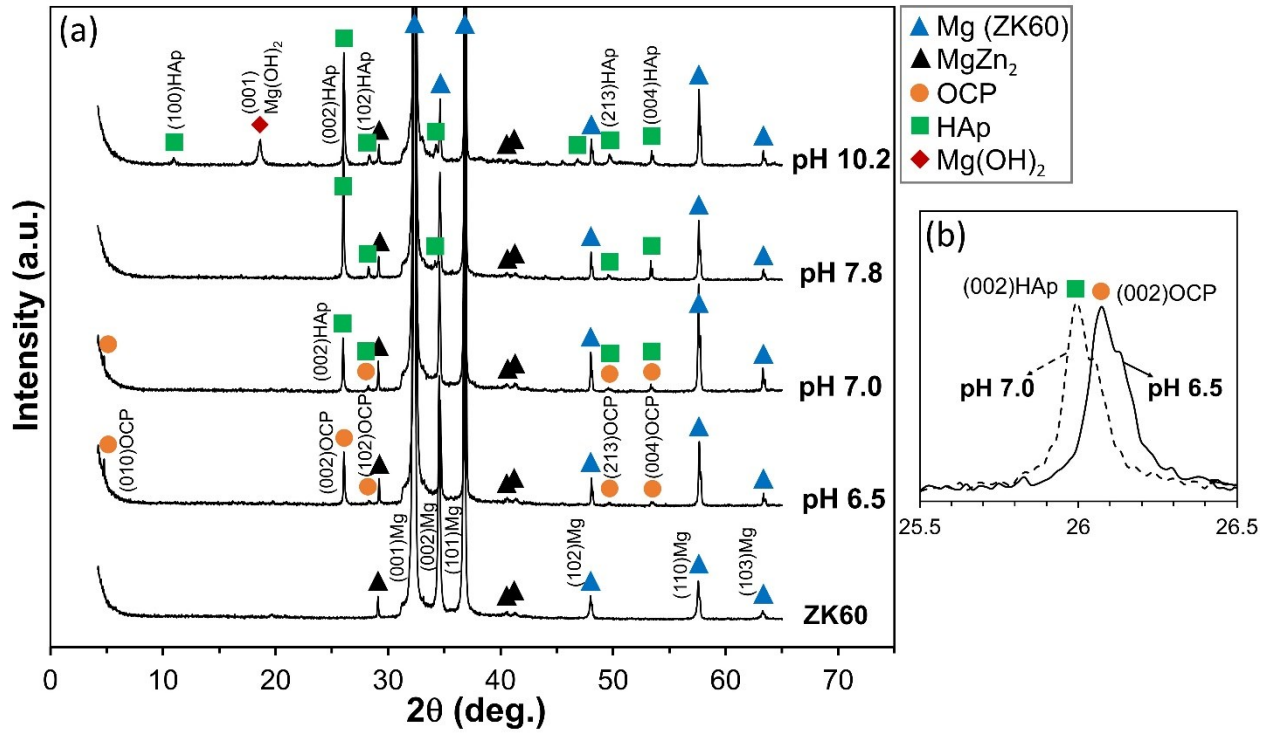 (a)
Intensity (a.u.)
(100)HAp
(001)
Mg(OH)₂
(002)HAp
(102)HAp
(213)HAp
(004)HAp
pH 10.2
pH 7.8
(002)HAp
pH 7.0
(010)OCP
(002)OCP
(102)OCP
(213)OCP
(004)OCP
pH 6.5
(001)Mg
(002)Mg
(101)Mg
(102)Mg
(110)Mg
(103)Mg
ZK60
0 10 20 30 40 50 60 70
2θ (deg.)
Mg (ZK60)
MgZn₂
OCP
HAp
Mg(OH)₂
(b)
(002)HAp (002)OCP
pH 7.0 pH 6.5
25.5 26 26.5